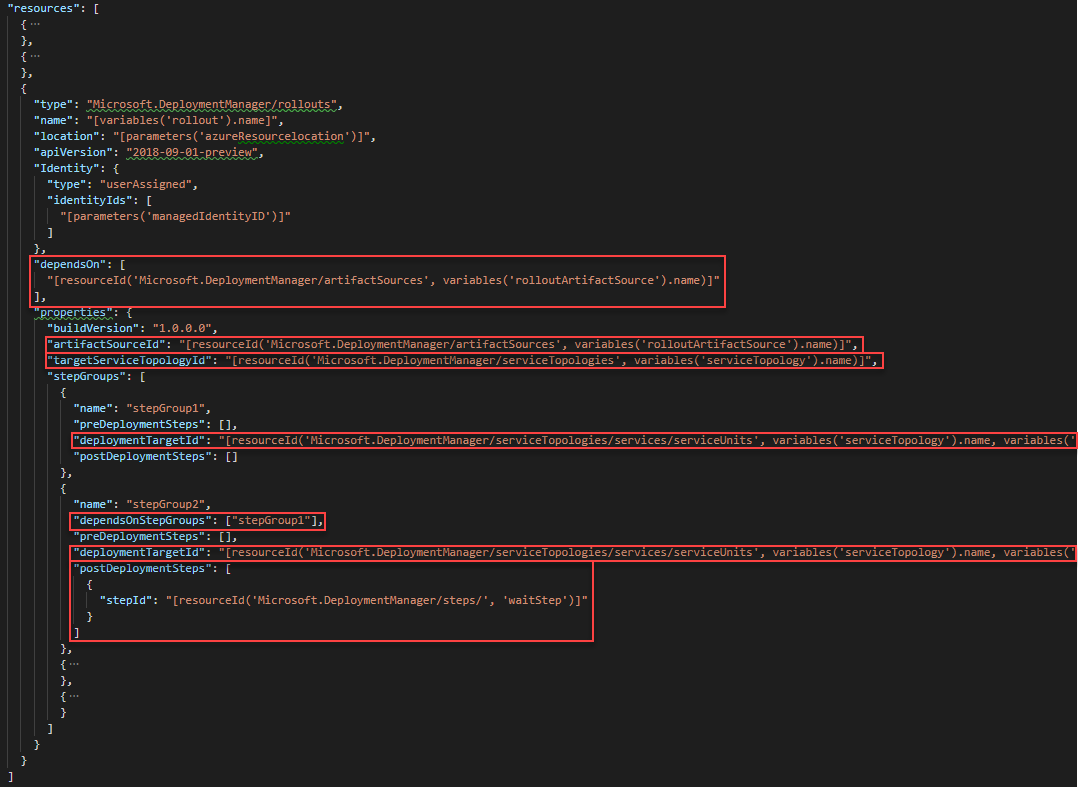 "resources": [
{ ···
},
{ ···
},
{
"type": "Microsoft.DeploymentManager/rollouts",
"name": "[variables('rollout').name]",
"location": "[parameters('azureResourcelocation')]",
"apiVersion": "2018-09-01-preview",
"Identity": {
"type": "userAssigned",
"identityIds": [
"[parameters('managedIdentityID')]"
]
},
"dependsOn": [
"[resourceId('Microsoft.DeploymentManager/artifactSources', variables('rolloutArtifactSource').name)]"
],
"properties": {
"buildVersion": "1.0.0.0",
"artifactSourceId": "[resourceId('Microsoft.DeploymentManager/artifactSources', variables('rolloutArtifactSource').name)]",
"targetServiceTopologyId": "[resourceId('Microsoft.DeploymentManager/serviceTopologies', variables('serviceTopology').name)]",
"stepGroups": [
{
"name": "stepGroup1",
"preDeploymentSteps": [],
"deploymentTargetId": "[resourceId('Microsoft.DeploymentManager/serviceTopologies/services/serviceUnits', variables('serviceTopology').name, variables('
"postDeploymentSteps": []
},
{
"name": "stepGroup2",
"dependsOnStepGroups": ["stepGroup1"],
"preDeploymentSteps": [],
"deploymentTargetId": "[resourceId('Microsoft.DeploymentManager/serviceTopologies/services/serviceUnits', variables('serviceTopology').name, variables('
"postDeploymentSteps": [
{
"stepId": "[resourceId('Microsoft.DeploymentManager/steps/', 'waitStep')]"
}
]
},
{ ···
},
{ ···
}
]
}
}
]